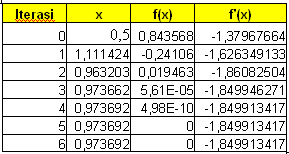 Iterasi x f(x) f'(x)
0 0,5 0,843568 -1,37967664
1 1,111424 -0,24106 -1,626349133
2 0,963203 0,019463 -1,86082504
3 0,973662 5,61E-05 -1,849946271
4 0,973692 4,98E-10 -1,849913417
5 0,973692 0 -1,849913417
6 0,973692 0 -1,849913417